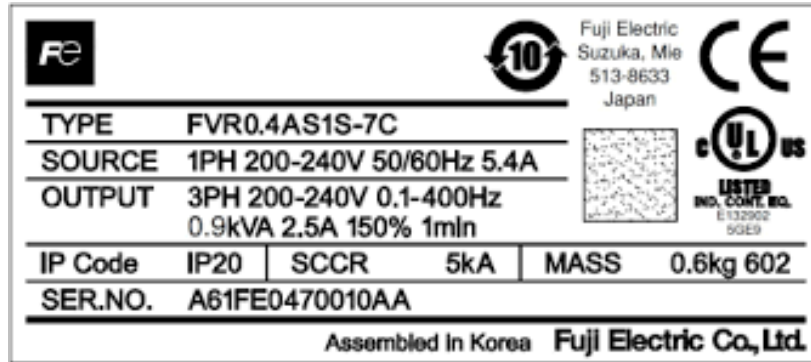 Fe
10
Fuji Electric
Suzuka, Mie
513-8633
Japan
CE
TYPE FVR0.4AS1S-7C
SOURCE 1PH 200-240V 50/60Hz 5.4A
OUTPUT 3PH 200-240V 0.1-400Hz
0.9kVA 2.5A 150% 1min
c UL US
LISTED
IND. CONT. EQ.
E132902
5GE9
IP Code IP20 SCCR 5kA MASS 0.6kg 602
SER.NO. A61FE0470010AA
Assembled In Korea Fuji Electric Co., Ltd.